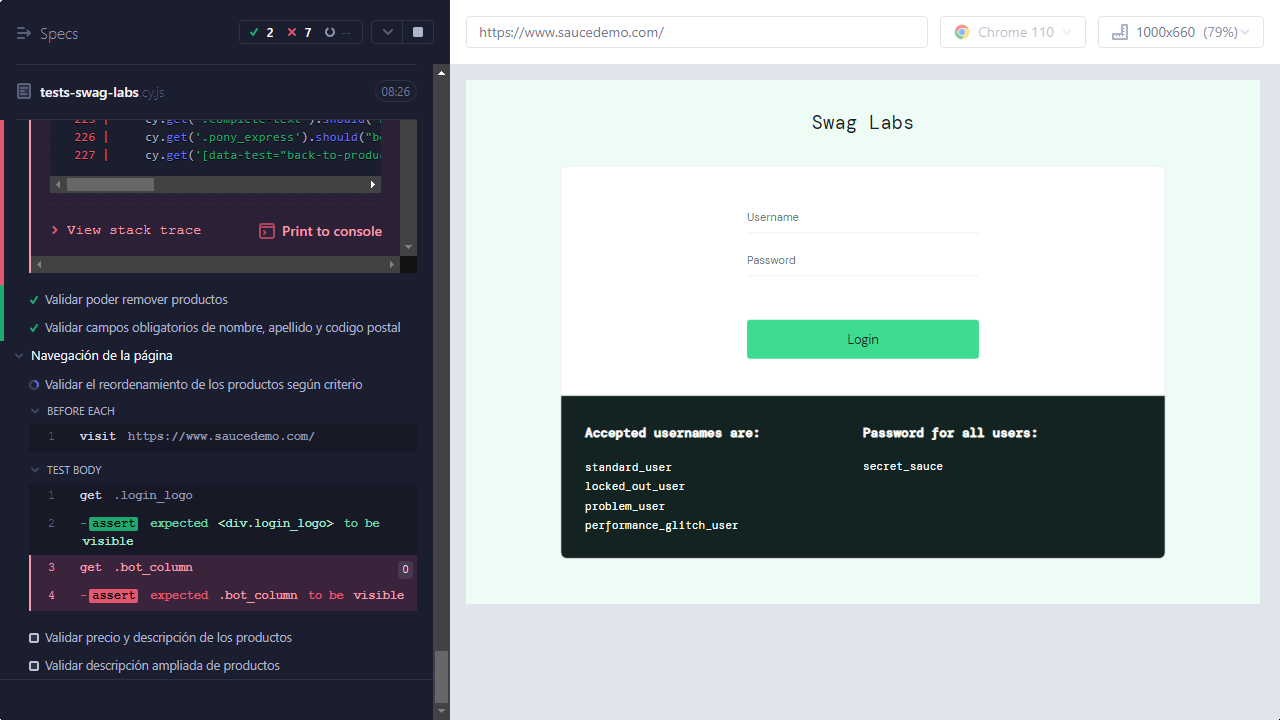 Specs
2
7
--
tests-swag-labs.cy.js
08:26
225 | cy.get('.complete-text').should(
226 | cy.get('.pony_express').should("be
227 | cy.get('[data-test="back-to-produ
View stack trace
Print to console
Validar poder remover productos
Validar campos obligatorios de nombre, apellido y codigo postal
Navegación de la página
Validar el reordenamiento de los productos según criterio
BEFORE EACH
1 visit https://www.saucedemo.com/
TEST BODY
1 get .login_logo
2 -assert expected <div.login_logo> to be
visible
3 get .bot_column 0
4 -assert expected .bot_column to be visible
Validar precio y descripción de los productos
Validar descripción ampliada de productos
https://www.saucedemo.com/
Chrome 110
1000x660 (79%)
Swag Labs
Username
Password
Login
Accepted usernames are:
standard_user
locked_out_user
problem_user
performance_glitch_user
Password for all users:
secret_sauce